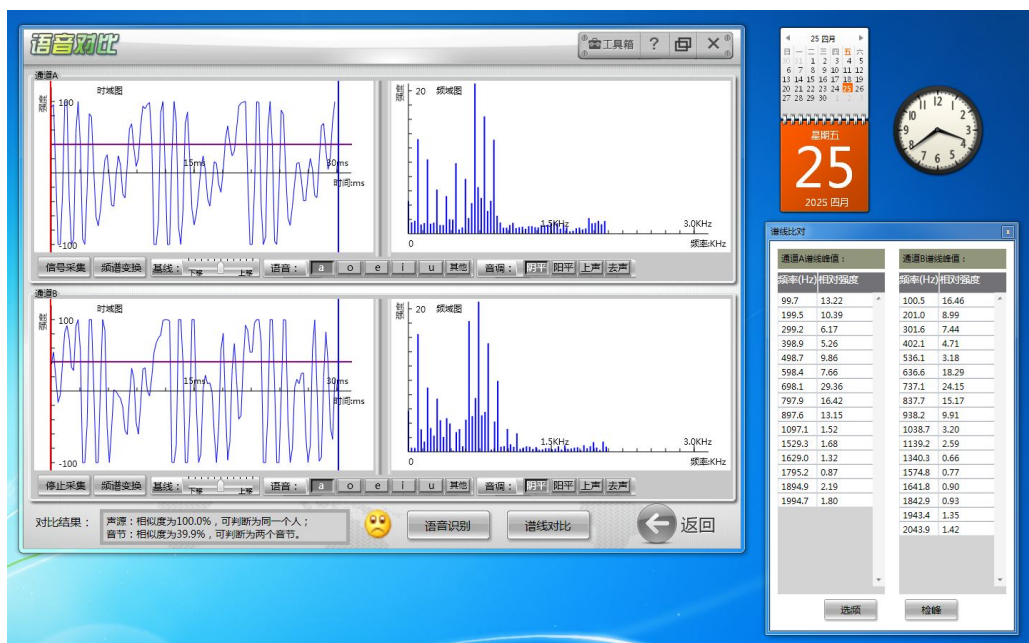 语音对比
工具箱 ?
通道A
时域图
100
15ms
30ms
时间:ms
-100
20 频域图
0
1.5KHz
3.0KHz
频率:KHz
信号采集 频谱变换 基线： 下移 上移 语音： a o e i u 其他 音调： 阴平 阳平 上声 去声
通道B
时域图
100
15ms
30ms
时间:ms
-100
20 频域图
0
1.5KHz
3.0KHz
频率:KHz
停止采集 频谱变换 基线： 下移 上移 语音： a o e i u 其他 音调： 阴平 阳平 上声 去声
对比结果：
声源：相似度为100.0%，可判断为同一个人；
音节：相似度为39.9%，可判断为两个音节。
语音识别
谱线对比
返回
25 四月
日 一 二 三 四 五 六
30 31 1 2 3 4 5
6 7 8 9 10 11 12
13 14 15 16 17 18 19
20 21 22 23 24 25 26
27 28 29 30 1 2 3
星期五
25
2025 四月
10 11 12 1 2
9 3
8 7 6 5 4
谱线比对
通道A谱线峰值：
频率(Hz) 相对强度
99.7 13.22
199.5 10.39
299.2 6.17
398.9 5.26
498.7 9.86
598.4 7.66
698.1 29.36
797.9 16.42
897.6 13.15
1097.1 1.52
1529.3 1.68
1629.0 1.32
1795.2 0.87
1894.9 2.19
1994.7 1.80
通道B谱线峰值：
频率(Hz) 相对强度
100.5 16.46
201.0 8.99
301.6 7.44
402.1 4.71
536.1 3.18
636.6 18.29
737.1 24.15
837.7 15.17
938.2 9.91
1038.7 3.20
1139.2 2.59
1340.3 0.66
1574.8 0.77
1641.8 0.90
1842.9 0.93
1943.4 1.35
2043.9 1.42
选频
检峰